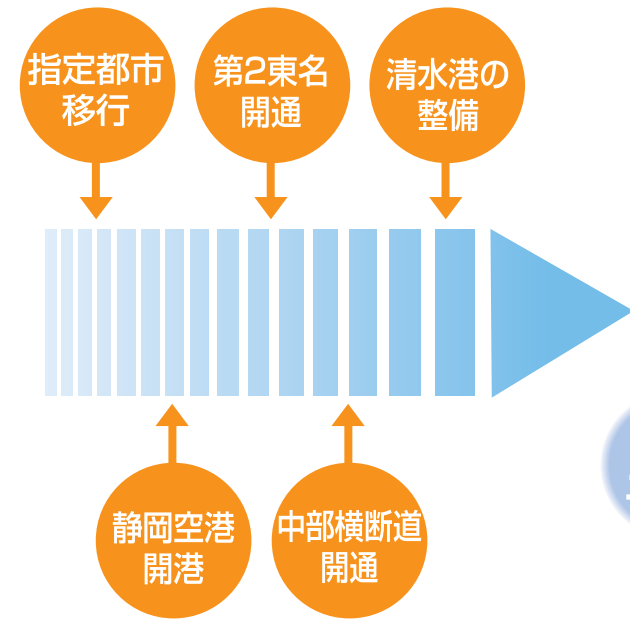 指定都市
移行
第2東名
開通
清水港の
整備
静岡空港
開港
中部横断道
開通